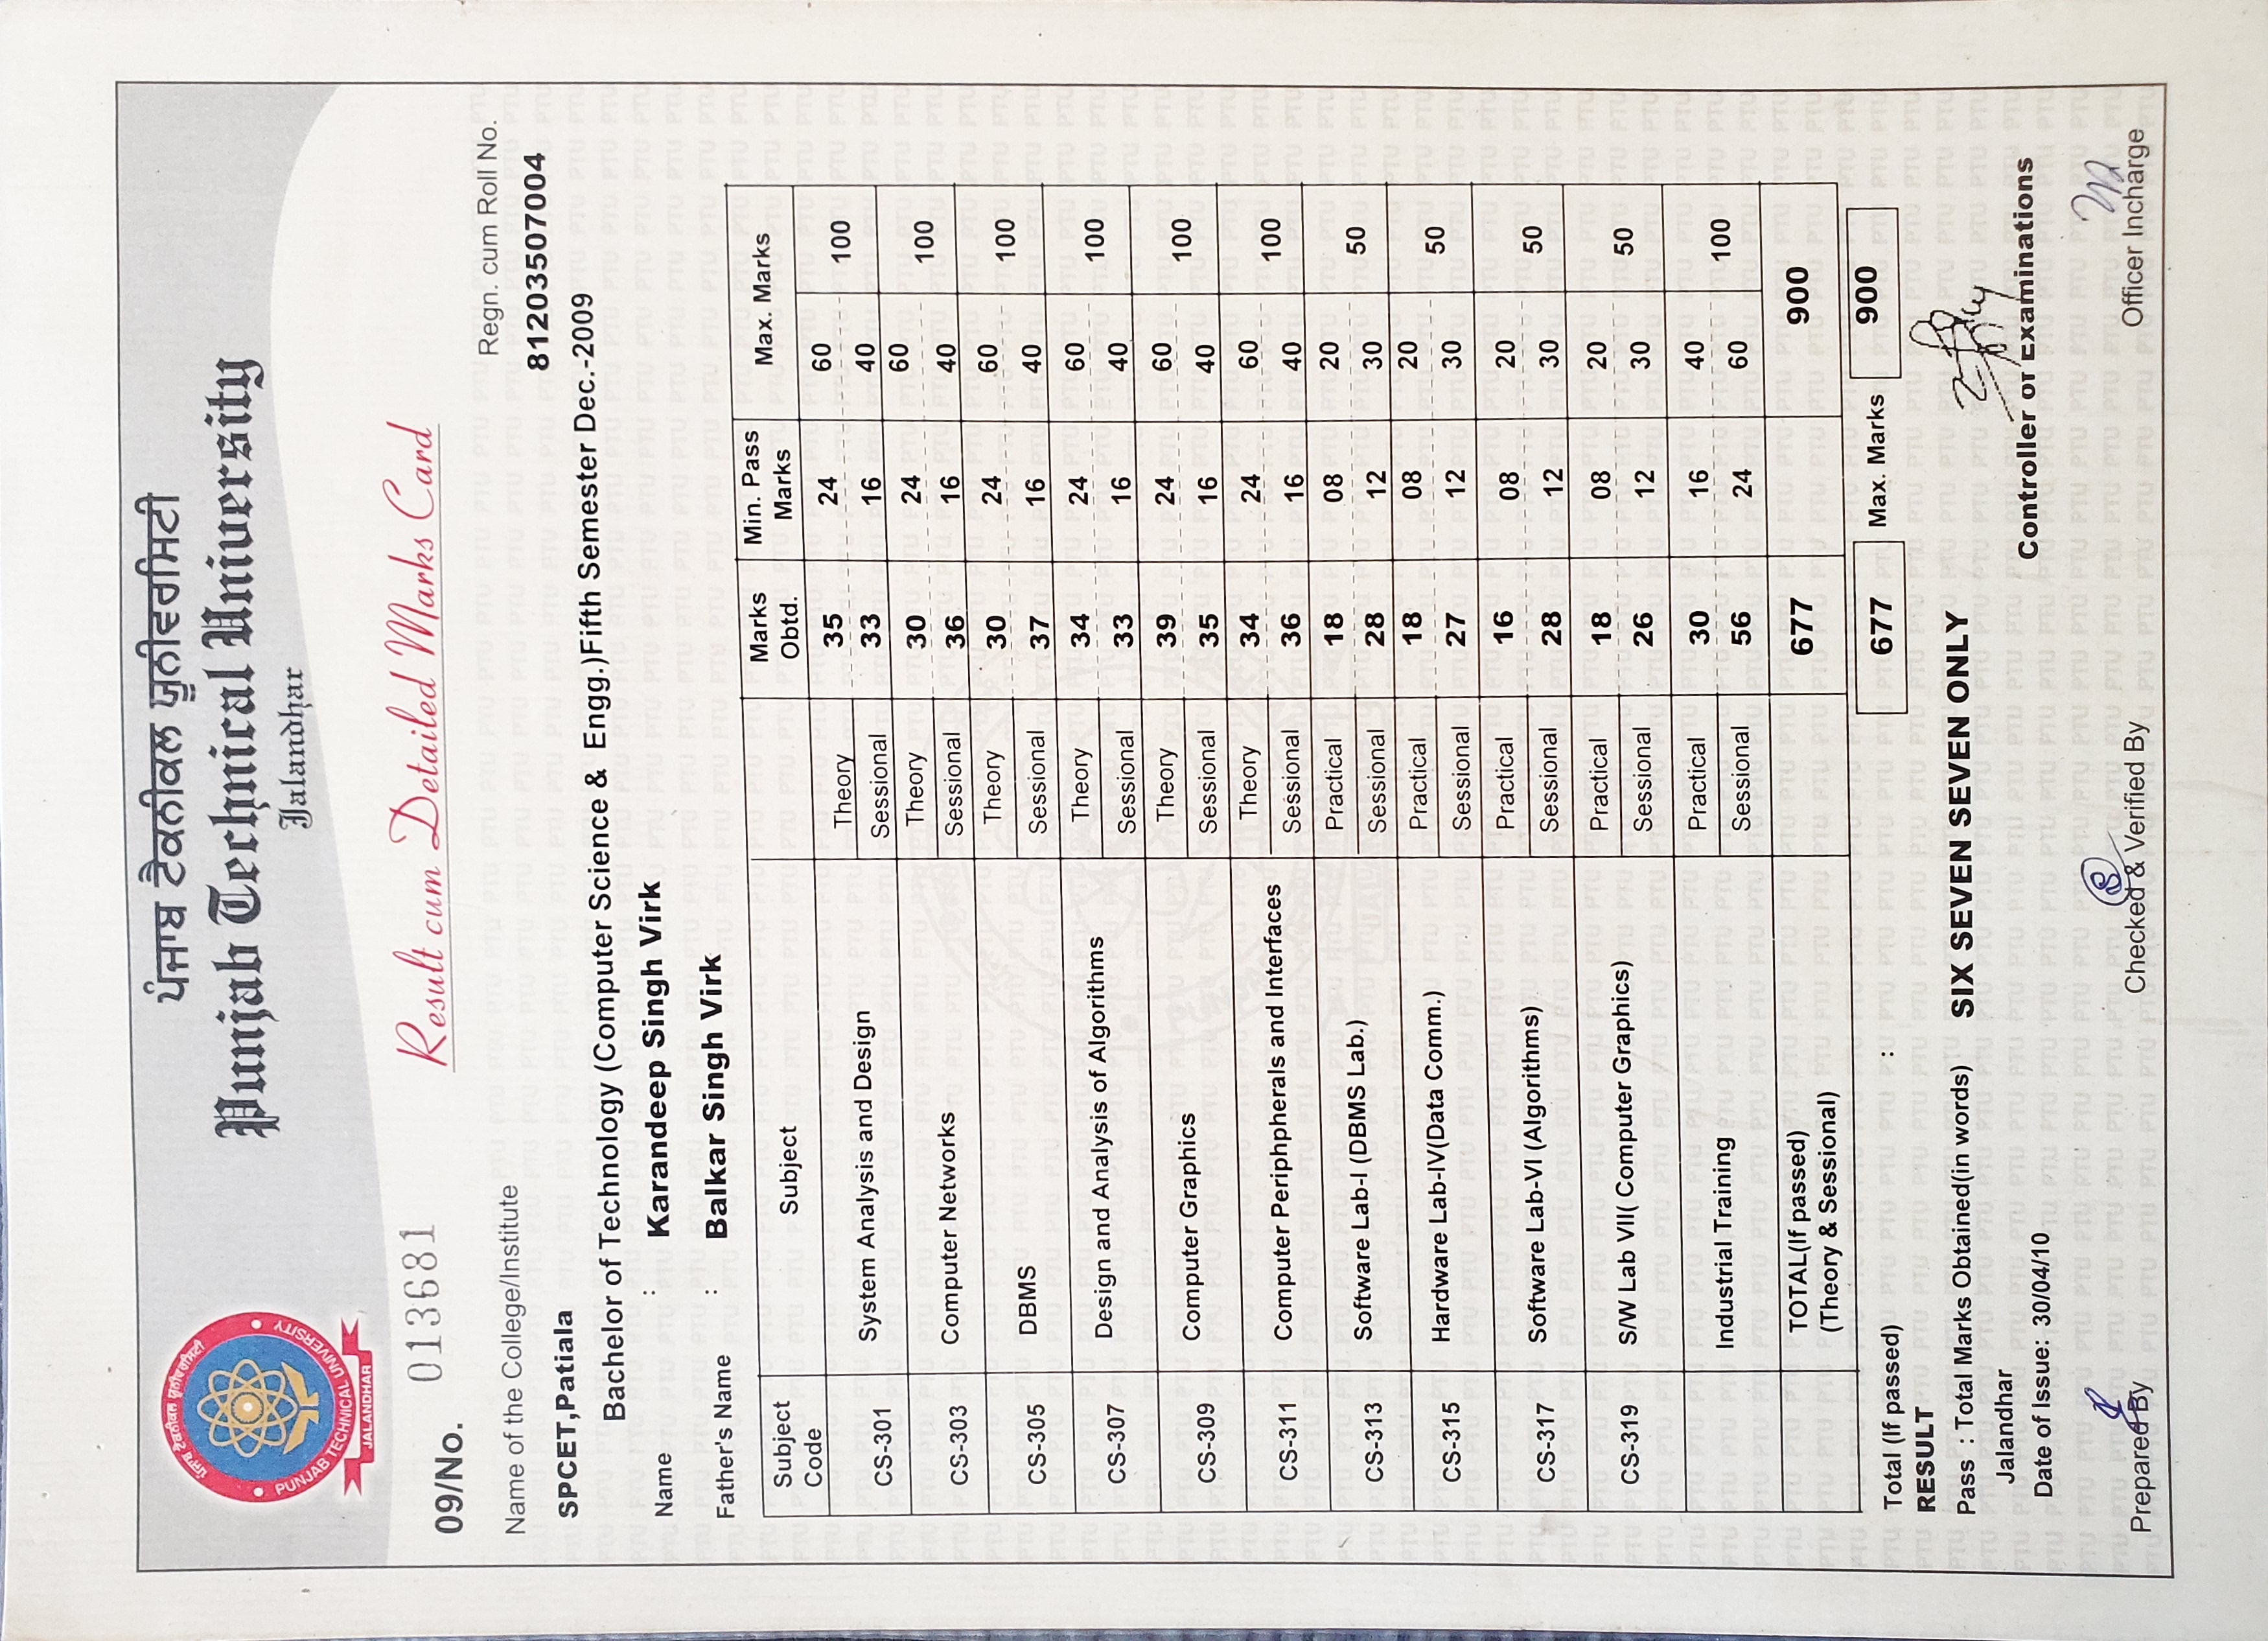 ਪੰਜਾਬ ਟੈਕਨੀਕਲ ਯੂਨੀਵਰਸਿਟੀ
Punjab Technical University
Jalandhar
ਪੰਜਾਬ ਟੈਕਨੀਕਲ ਯੂਨੀਵਰਸਿਟੀ
PUNJAB TECHNICAL UNIVERSITY
JALANDHAR
09/No. 013681
Result cum Detailed Marks Card
Name of the College/Institute
Regn. cum Roll No.
SPCET,Patiala
81203507004
Bachelor of Technology (Computer Science & Engg.)Fifth Semester Dec.-2009
Name : Karandeep Singh Virk
Father's Name : Balkar Singh Virk
Subject Code Subject Marks Obtd. Min. Pass Marks Max. Marks
CS-301 System Analysis and Design Theory 35 24 60 100
Sessional 33 16 40
CS-303 Computer Networks Theory 30 24 60 100
Sessional 36 16 40
CS-305 DBMS Theory 30 24 60 100
Sessional 37 16 40
CS-307 Design and Analysis of Algorithms Theory 34 24 60 100
Sessional 33 16 40
CS-309 Computer Graphics Theory 39 24 60 100
Sessional 35 16 40
CS-311 Computer Periphpherals and Interfaces Theory 34 24 60 100
Sessional 36 16 40
CS-313 Software Lab-I (DBMS Lab.) Practical 18 08 20 50
Sessional 28 12 30
CS-315 Hardware Lab-IV(Data Comm.) Practical 18 08 20 50
Sessional 27 12 30
CS-317 Software Lab-VI (Algorithms) Practical 16 08 20 50
Sessional 28 12 30
CS-319 S/W Lab VII( Computer Graphics) Practical 18 08 20 50
Sessional 26 12 30
Industrial Training Practical 30 16 40 100
Sessional 56 24 60
TOTAL(If passed) 677 900
(Theory & Sessional)
Total (If passed) : 677 Max. Marks 900
RESULT
Pass : Total Marks Obtained(in words) SIX SEVEN SEVEN ONLY
Jalandhar
Controller of Examinations
Date of Issue: 30/04/10
Prepared By Checked & Verified By Officer Incharge